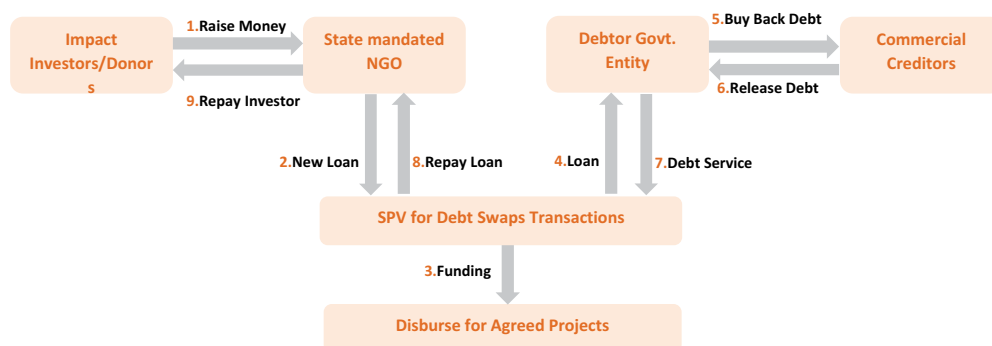 1.Raise Money
5.Buy Back Debt
Impact
Investors/Donor
s
State mandated
NGO
Debtor Govt.
Entity
Commercial
Creditors
9.Repay Investor
6.Release Debt
2.New Loan
8.Repay Loan
4.Loan
7.Debt Service
SPV for Debt Swaps Transactions
3.Funding
Disburse for Agreed Projects